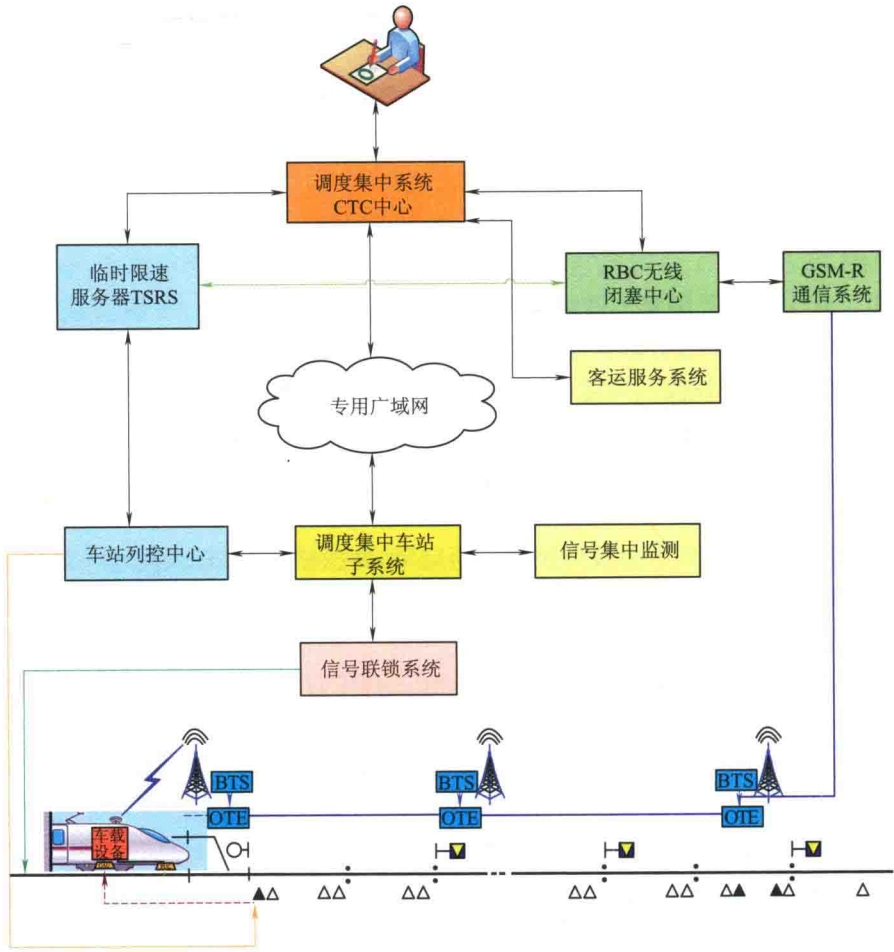 调度集中系统
CTC中心
临时限速
服务器TSRS
RBC无线
闭塞中心
GSM-R
通信系统
客运服务系统
专用广域网
车站列控中心
调度集中车站
子系统
信号集中监测
信号联锁系统
BTS
BTS
BTS
OTE
OTE
OTE
车载
设备